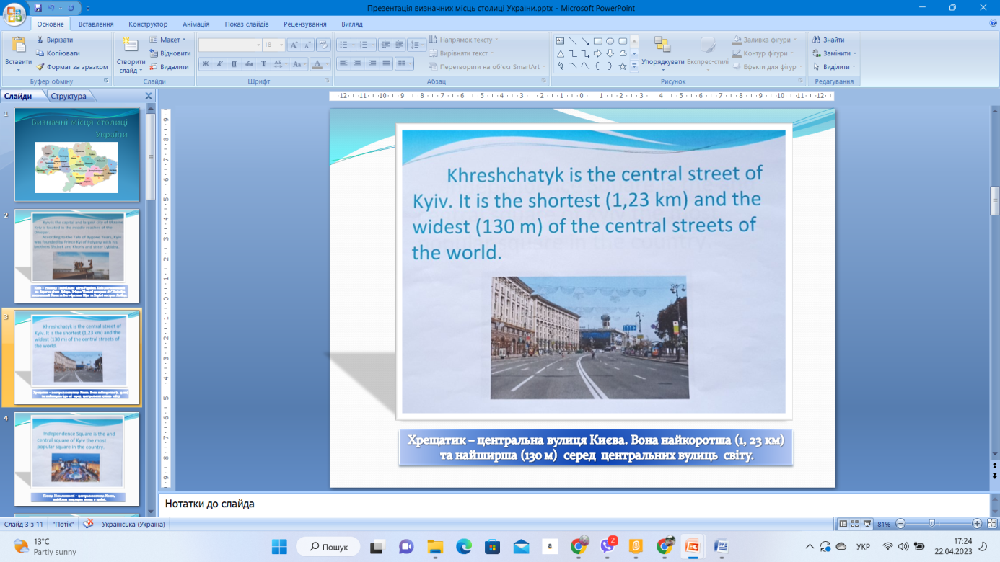 Презентація визначних місць столиці України.pptx - Microsoft PowerPoint
Основне Вставлення Конструктор Анімація Показ слайдів Рецензування Вигляд
Вставити
Вирізати
Копіювати
Формат за зразком
Буфер обміну
Створити слайд
Макет
Відновити
Видалити
Слайди
18
Шрифт
Напрямок тексту
Вирівняти текст
Перетворити на об'єкт SmartArt
Абзац
Упорядкувати
Експрес-стилі
Заливка фігури
Контур фігури
Ефекти для фігур
Рисунок
Знайти
Замінити
Виділити
Редагування
Слайди Структура
1
Визначні місця столиці
України
2
Kyiv is the capital and largest city of Ukraine
Kyiv is located in the middle reaches of the
According to the Tale of Bygone Years, Kyiv
was founded by Prince Kyi of Polyany with his
brothers Shchek and Khoriv and sister Lybidya.
3
Khreshchatyk is the central street of
Kyiv. It is the shortest (1,23 km) and the
widest (130 m) of the central streets of
the world.
4
Independence Square is the and
central square of Kyiv the most
popular square in the country.
Khreshchatyk is the central street of
Kyiv. It is the shortest (1,23 km) and the
widest (130 m) of the central streets of
the world.
Хрещатик – центральна вулиця Києва. Вона найкоротша (1, 23 км)
та найширша (130 м) серед центральних вулиць світу.
Нотатки до слайда
Слайд 3 з 11 "Потік" Українська (Україна) 81%
13°C
Partly sunny
Пошук
2
УКР
17:24
22.04.2023